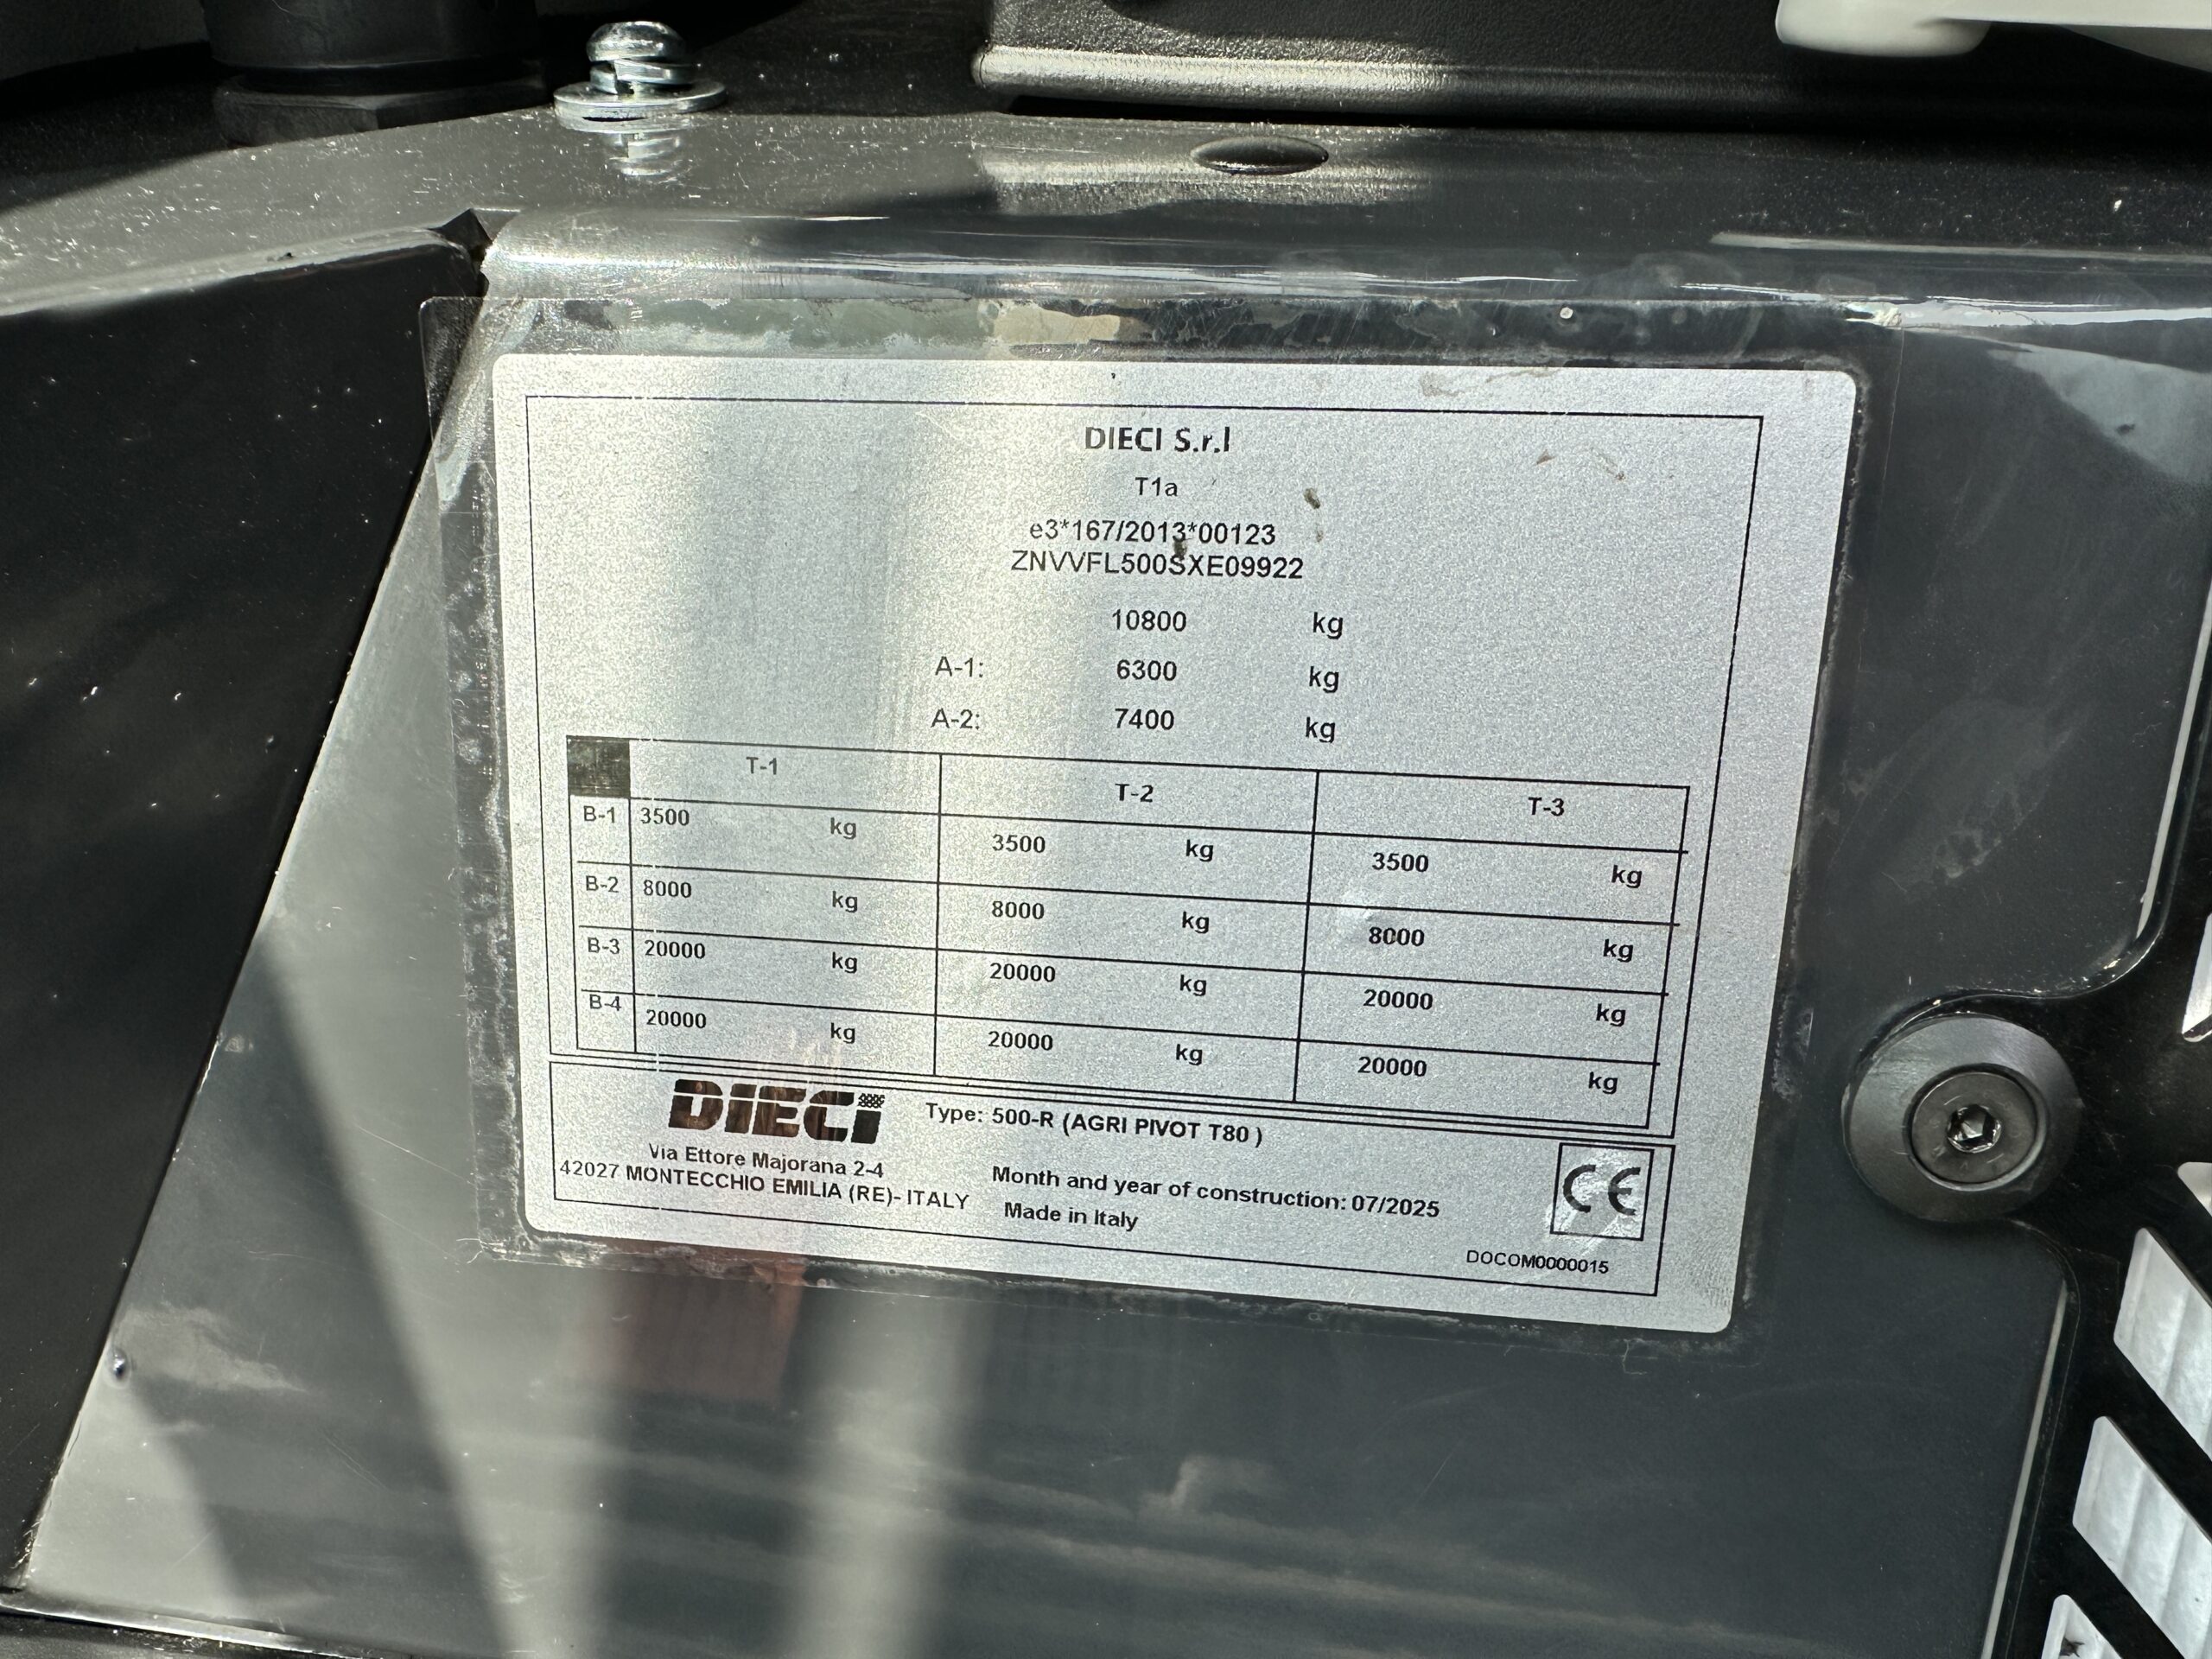 DIECI S.r.l
T1a
e3*167/2013*00123
ZNVVFL500SXE09922
10800 kg
A-1: 6300 kg
A-2: 7400 kg
T-1 T-2 T-3
B-1 3500 kg 3500 kg 3500 kg
B-2 8000 kg 8000 kg 8000 kg
B-3 20000 kg 20000 kg 20000 kg
B-4 20000 kg 20000 kg 20000 kg
DIECI
Via Ettore Majorana 2-4
42027 MONTECCHIO EMILIA (RE)- ITALY
Type: 500-R (AGRI PIVOT T80 )
Month and year of construction: 07/2025
Made in Italy
CE
DOCOM0000015